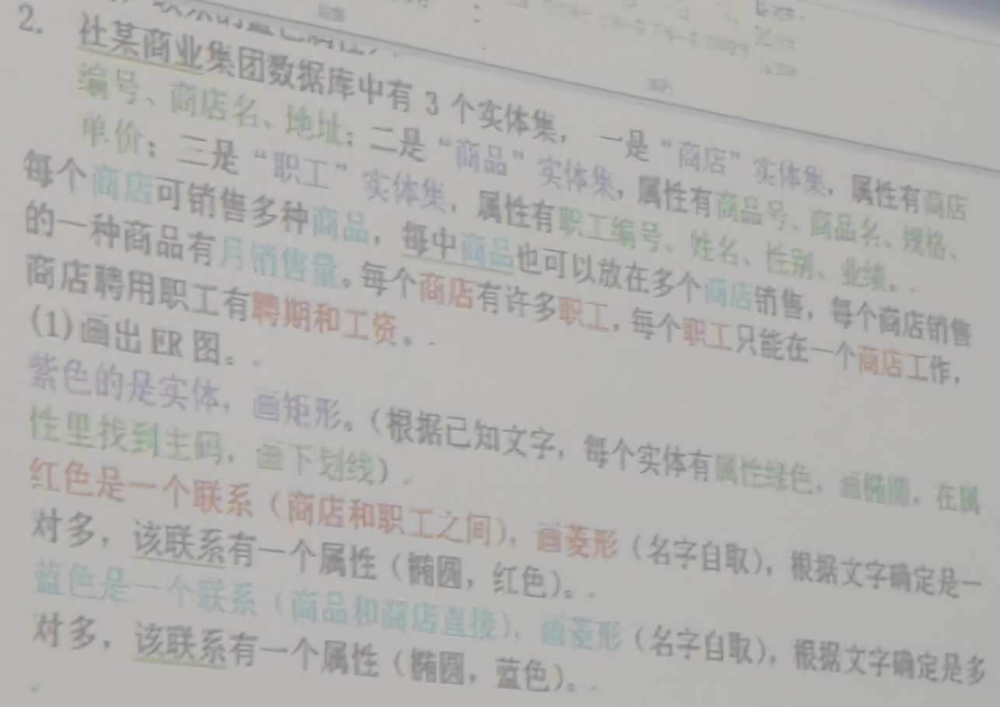 2. 社某商业集团数据库中有 3 个实体集，一是“商店”实体集，属性有商店
编号、商店名、地址；二是“商品”实体集，属性有商品号、商品名、规格、
单价；三是“职工”实体集，属性有职工编号、姓名、性别、业绩。
每个商店可销售多种商品，每中商品也可以放在多个商店销售，每个商店销售
的一种商品有月销售量。每个商店有许多职工，每个职工只能在一个商店工作，
商店聘用职工有聘期和工资。
(1)画出 ER 图。
紫色的是实体，画矩形。（根据已知文字，每个实体有属性绿色，画椭圆，在属
性里找到主码，画下划线）
红色是一个联系（商店和职工之间），画菱形（名字自取），根据文字确定是一
对多，该联系有一个属性（椭圆，红色）。
蓝色是一个联系（商品和商店直接），画菱形（名字自取），根据文字确定是多
对多，该联系有一个属性（椭圆，蓝色）。